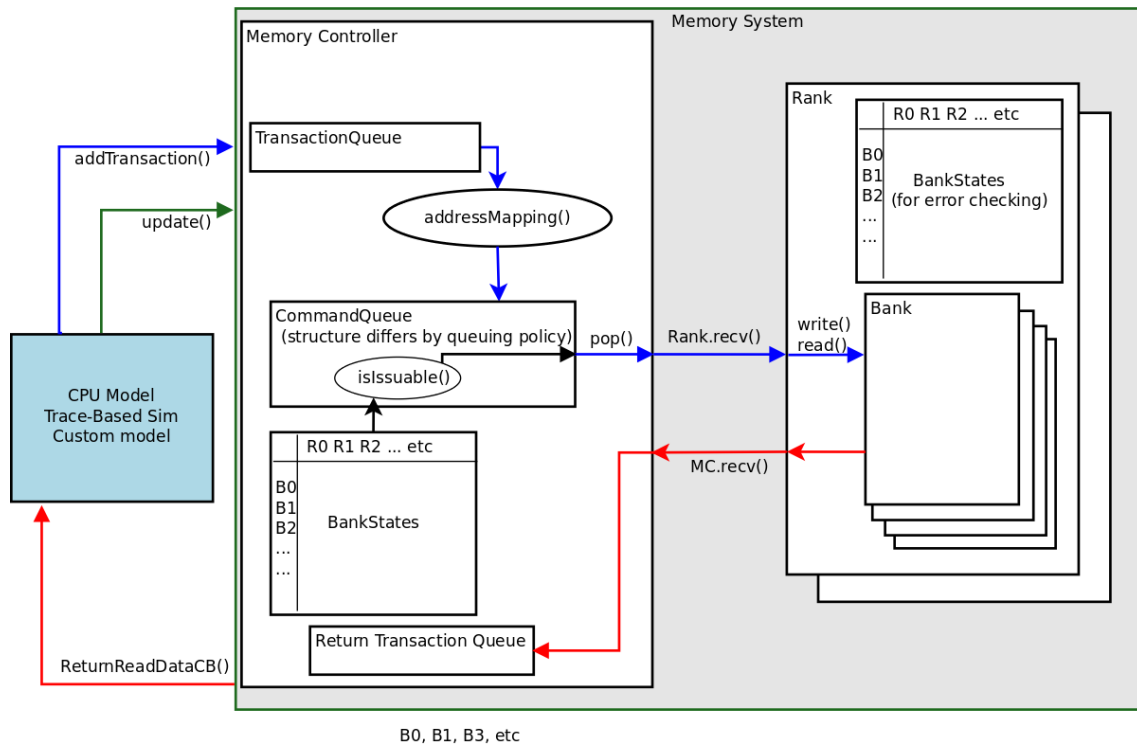 Memory System
Memory Controller
Rank
R0 R1 R2 ... etc
B0
B1
B2
...
...
BankStates
(for error checking)
TransactionQueue
addTransaction()
addressMapping()
update()
CommandQueue
(structure differs by queuing policy)
isIssuable()
pop()
Rank.recv()
write()
read()
Bank
CPU Model
Trace-Based Sim
Custom model
R0 R1 R2 ... etc
B0
B1
B2
...
...
BankStates
MC.recv()
Return Transaction Queue
ReturnReadDataCB()
B0, B1, B3, etc